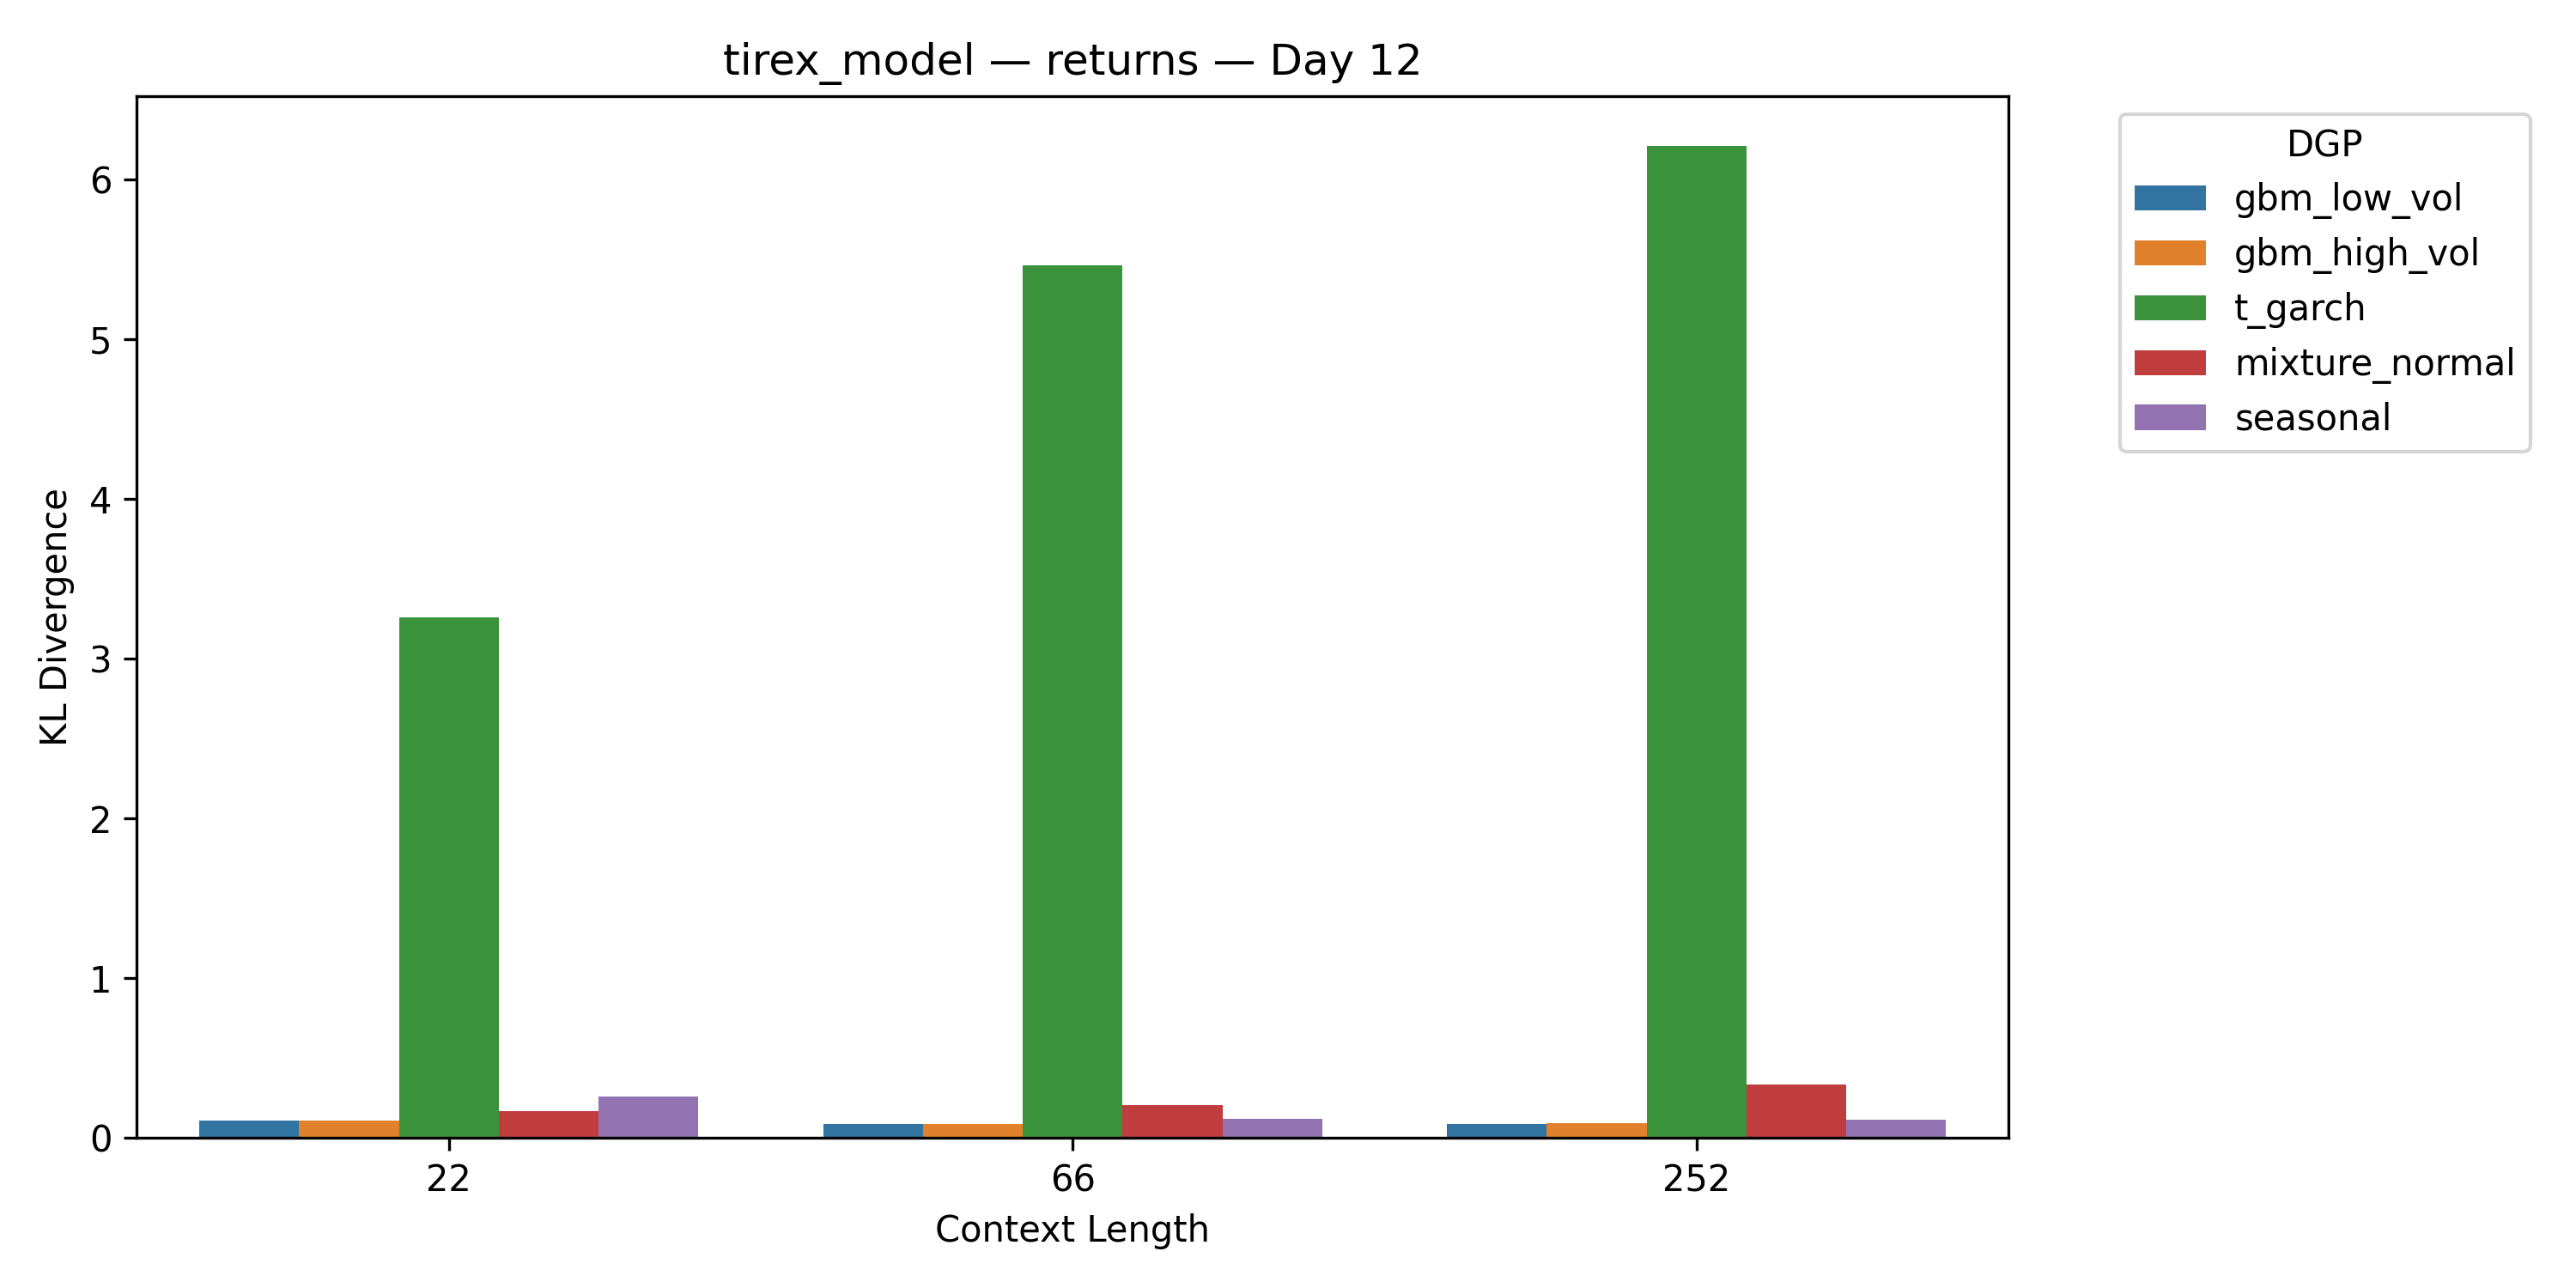 tirex_model — returns — Day 12
KL Divergence
6
5
4
3
2
1
0
22
66
252
Context Length
DGP
gbm_low_vol
gbm_high_vol
t_garch
mixture_normal
seasonal